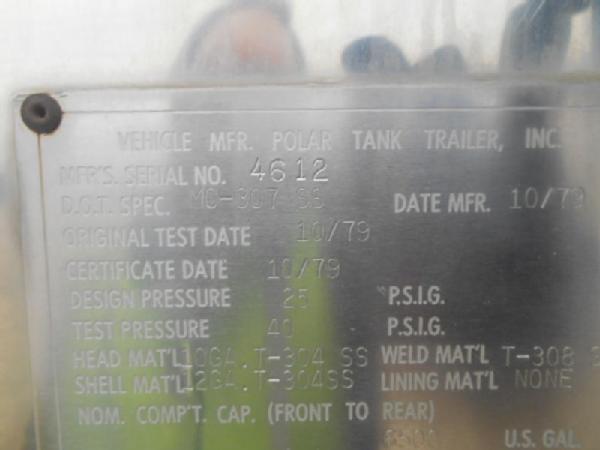 VEHICLE MFR. POLAR TANK TRAILER, INC.
MFR'S. SERIAL NO. 4612
D.O.T. SPEC. MC-307 SS DATE MFR. 10/79
ORIGINAL TEST DATE 10/79
CERTIFICATE DATE 10/79
DESIGN PRESSURE 25 P.S.I.G.
TEST PRESSURE 40 P.S.I.G.
HEAD MAT'L 10GA. T-304 SS WELD MAT'L T-308
SHELL MAT'L 12GA. T-304SS LINING MAT'L NONE
NOM. COMP'T. CAP. (FRONT TO REAR)
U.S. GAL.